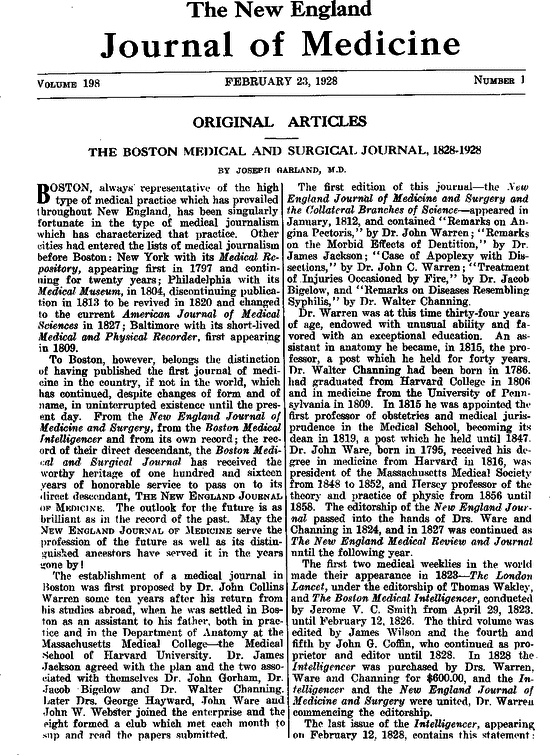 The New England
Journal of Medicine
VOLUME 198
FEBRUARY 23, 1928
NUMBER 1
ORIGINAL ARTICLES
THE BOSTON MEDICAL AND SURGICAL JOURNAL, 1828-1928
BY JOSEPH GARLAND, M.D.
BOSTON, always representative of the high
type of medical practice which has prevailed
throughout New England, has been singularly
fortunate in the type of medical journalism
which has characterized that practice. Other
cities had entered the lists of medical journalism
before Boston: New York with its Medical Re-
pository, appearing first in 1797 and contin-
uing for twenty years; Philadelphia with its
Medical Museum, in 1804, discontinuing publica-
tion in 1813 to be revived in 1820 and changed
to the current American Journal of Medical
Sciences in 1827; Baltimore with its short-lived
Medical and Physical Recorder, first appearing
in 1809.
To Boston, however, belongs the distinction
of having published the first journal of medi-
cine in the country, if not in the world, which
has continued, despite changes of form and of
name, in uninterrupted existence until the pres-
ent day. From the New England Journal of
Medicine and Surgery, from the Boston Medical
Intelligencer and from its own record; the rec-
ord of their direct descendant, the Boston Medi-
cal and Surgical Journal has received the
worthy heritage of one hundred and sixteen
years of honorable service to pass on to its
direct descendant, THE NEW ENGLAND JOURNAL
OF MEDICINE. The outlook for the future is as
brilliant as in the record of the past. May the
NEW ENGLAND JOURNAL OF MEDICINE serve the
profession of the future as well as its distin-
guished ancestors have served it in the years
gone by!
The establishment of a medical journal in
Boston was first proposed by Dr. John Collins
Warren some ten years after his return from
his studies abroad, when he was settled in Bos-
ton as an assistant to his father, both in prac-
tice and in the Department of Anatomy at the
Massachusetts Medical College—the Medical
School of Harvard University. Dr. James
Jackson agreed with the plan and the two asso-
ciated with themselves Dr. John Gorham, Dr.
Jacob Bigelow and Dr. Walter Channing.
Later Drs. George Hayward, John Ware and
John W. Webster joined the enterprise and the
eight formed a club which met each month to
sup and read the papers submitted.
The first edition of this journal—the New
England Journal of Medicine and Surgery and
the Collateral Branches of Science—appeared in
January, 1812, and contained "Remarks on An-
gina Pectoris," by Dr. John Warren; "Remarks
on the Morbid Effects of Dentition," by Dr.
James Jackson; "Case of Apoplexy with Dis-
sections," by Dr. John C. Warren; "Treatment
of Injuries Occasioned by Fire," by Dr. Jacob
Bigelow, and "Remarks on Diseases Resembling
Syphilis," by Dr. Walter Channing.
Dr. Warren was at this time thirty-four years
of age, endowed with unusual ability and fa-
vored with an exceptional education. An as-
sistant in anatomy he became, in 1815, the pro-
fessor, a post which he held for forty years.
Dr. Walter Channing had been born in 1786.
had graduated from Harvard College in 1806
and in medicine from the University of Penn-
sylvania in 1809. In 1815 he was appointed the
first professor of obstetrics and medical juris-
prudence in the Medical School, becoming its
dean in 1819, a post which he held until 1847.
Dr. John Ware, born in 1795, received his de-
gree in medicine from Harvard in 1816, was
president of the Massachusetts Medical Society
from 1848 to 1852, and Hersey professor of the
theory and practice of physic from 1856 until
1858. The editorship of the New England Jour-
nal passed into the hands of Drs. Ware and
Channing in 1824, and in 1827 was continued as
The New England Medical Review and Journal
until the following year.
The first two medical weeklies in the world
made their appearance in 1823—The London
Lancet, under the editorship of Thomas Wakley,
and The Boston Medical Intelligencer, conducted
by Jerome V. C. Smith from April 29, 1823,
until February 12, 1826. The third volume was
edited by James Wilson and the fourth and
fifth by John G. Coffin, who continued as pro-
prietor and editor until 1828. In 1828 the
Intelligencer was purchased by Drs. Warren,
Ware and Channing for $600.00, and the In-
telligencer and the New England Journal of
Medicine and Surgery were united, Dr. Warren
commencing the editorship.
The last issue of the Intelligencer, appearing
on February 12, 1828, contains this statement: